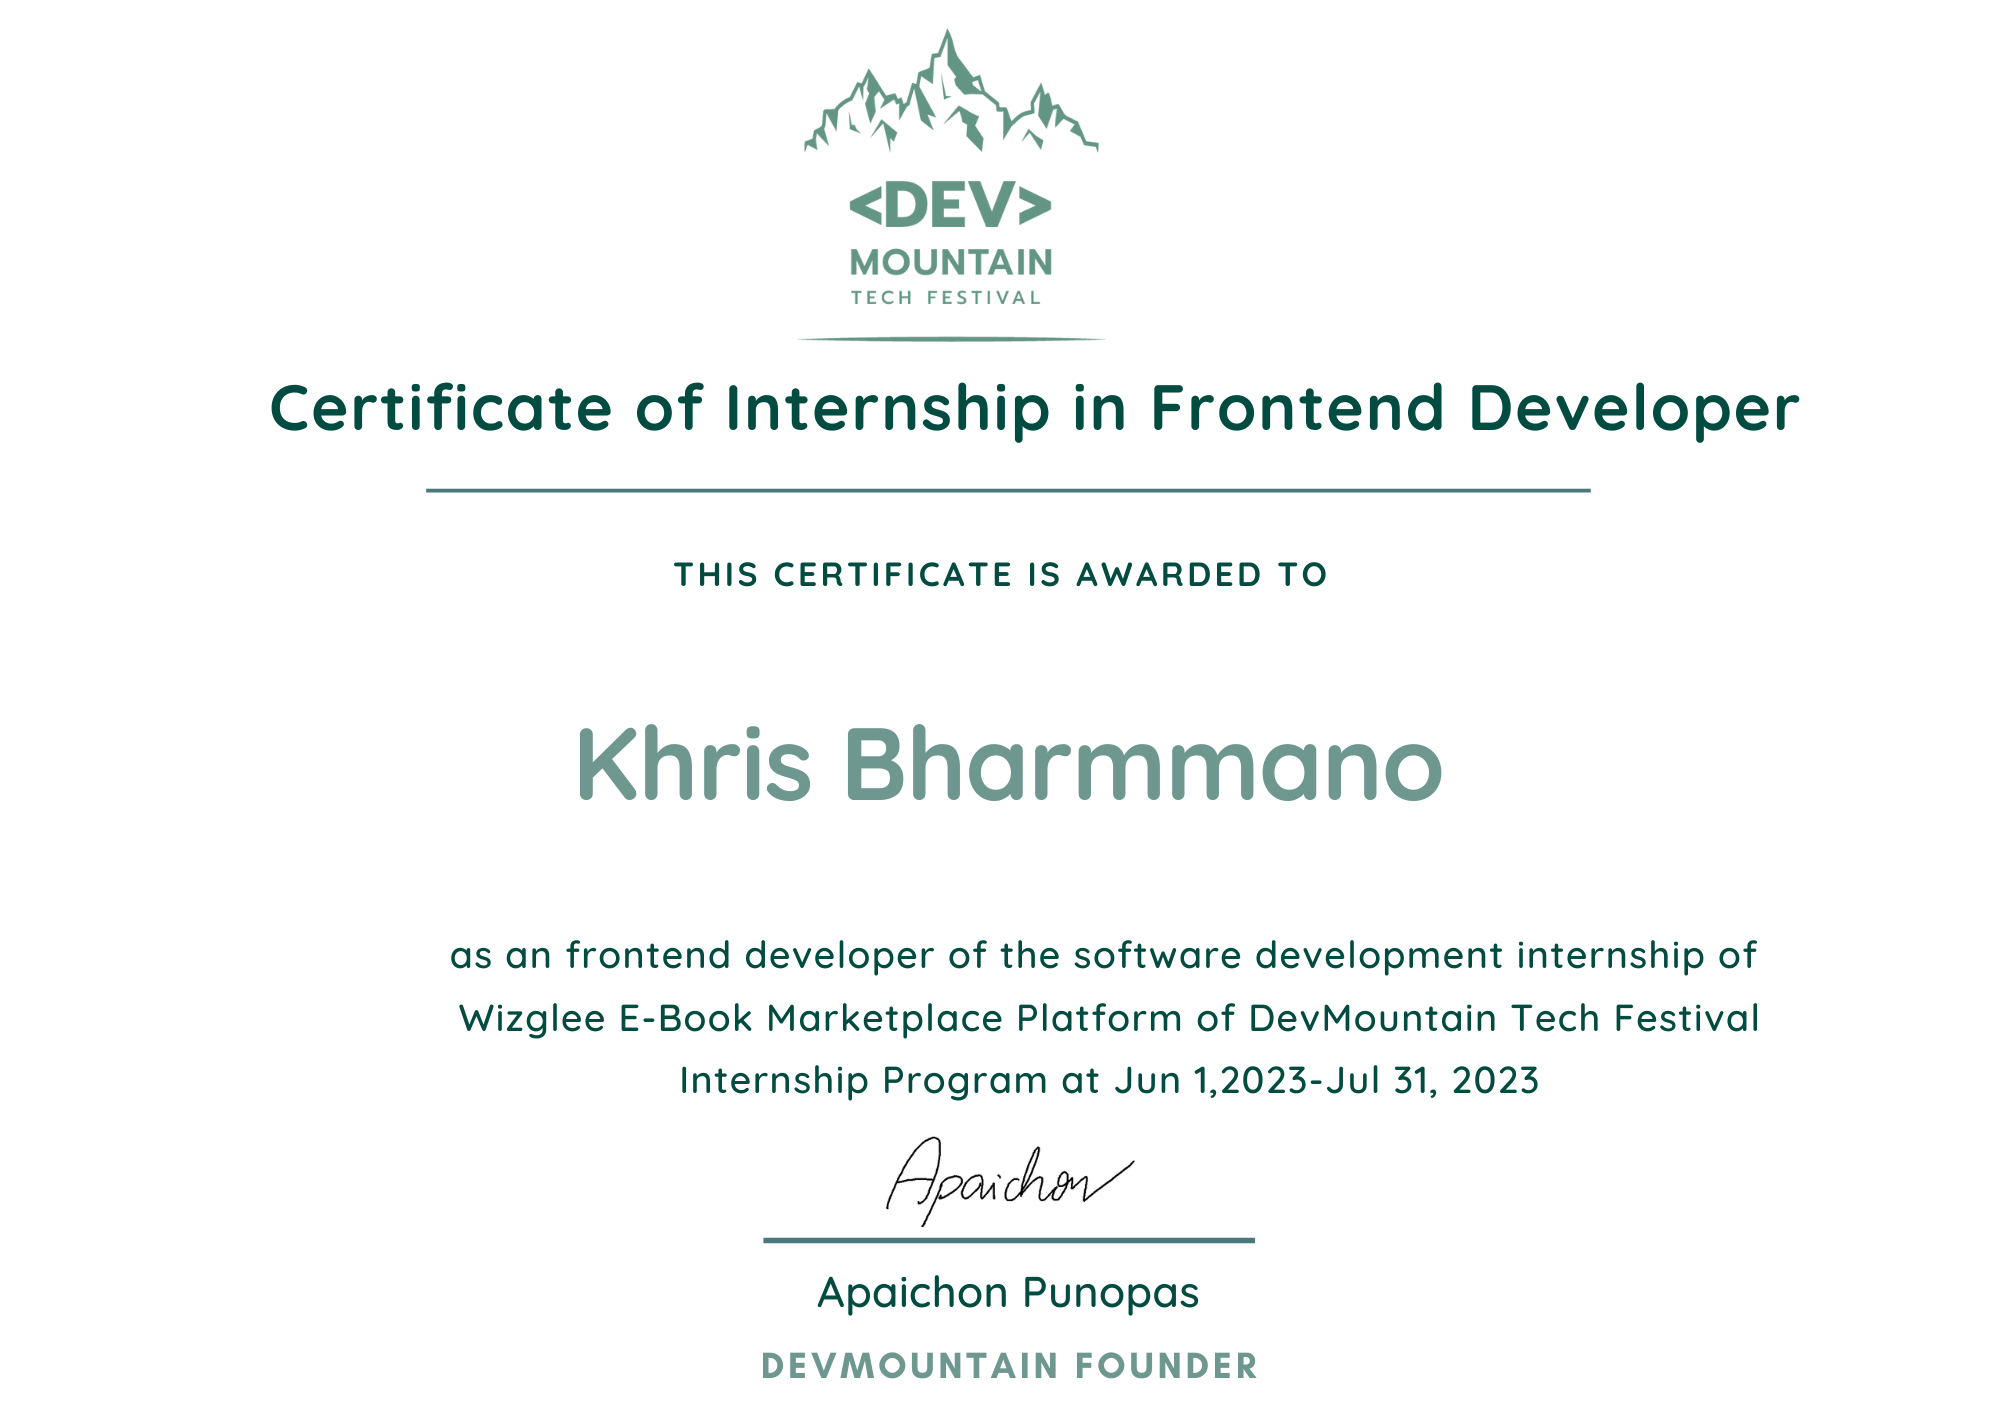 <DEV>
MOUNTAIN
TECH FESTIVAL
Certificate of Internship in Frontend Developer
THIS CERTIFICATE IS AWARDED TO
Khris Bharmmano
as an frontend developer of the software development internship of
Wizglee E-Book Marketplace Platform of DevMountain Tech Festival
Internship Program at Jun 1,2023-Jul 31, 2023
Apaichon
Apaichon Punopas
DEVMOUNTAIN FOUNDER